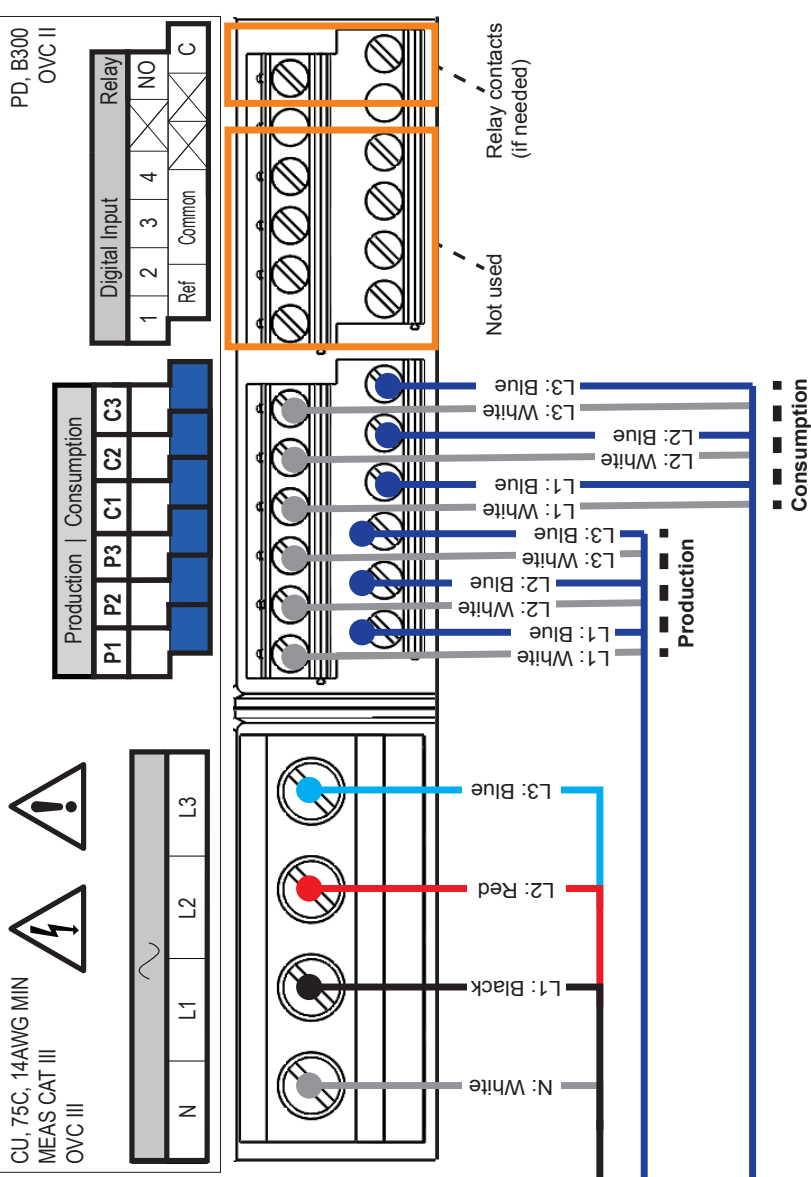 CU, 75C, 14AWG MIN
MEAS CAT III
OVC III
N
L1
L2
L3
Production | Consumption
P1
P2
P3
C1
C2
C3
Digital Input
Relay
1
2
3
4
NO
Ref
Common
C
PD, B300
OVC II
N: White
L1: Black
L2: Red
L3: Blue
L1: White
L1: Blue
L2: White
L2: Blue
L3: White
L3: Blue
Production
L1: White
L1: Blue
L2: White
L2: Blue
L3: White
L3: Blue
Consumption
Not used
Relay contacts
(if needed)